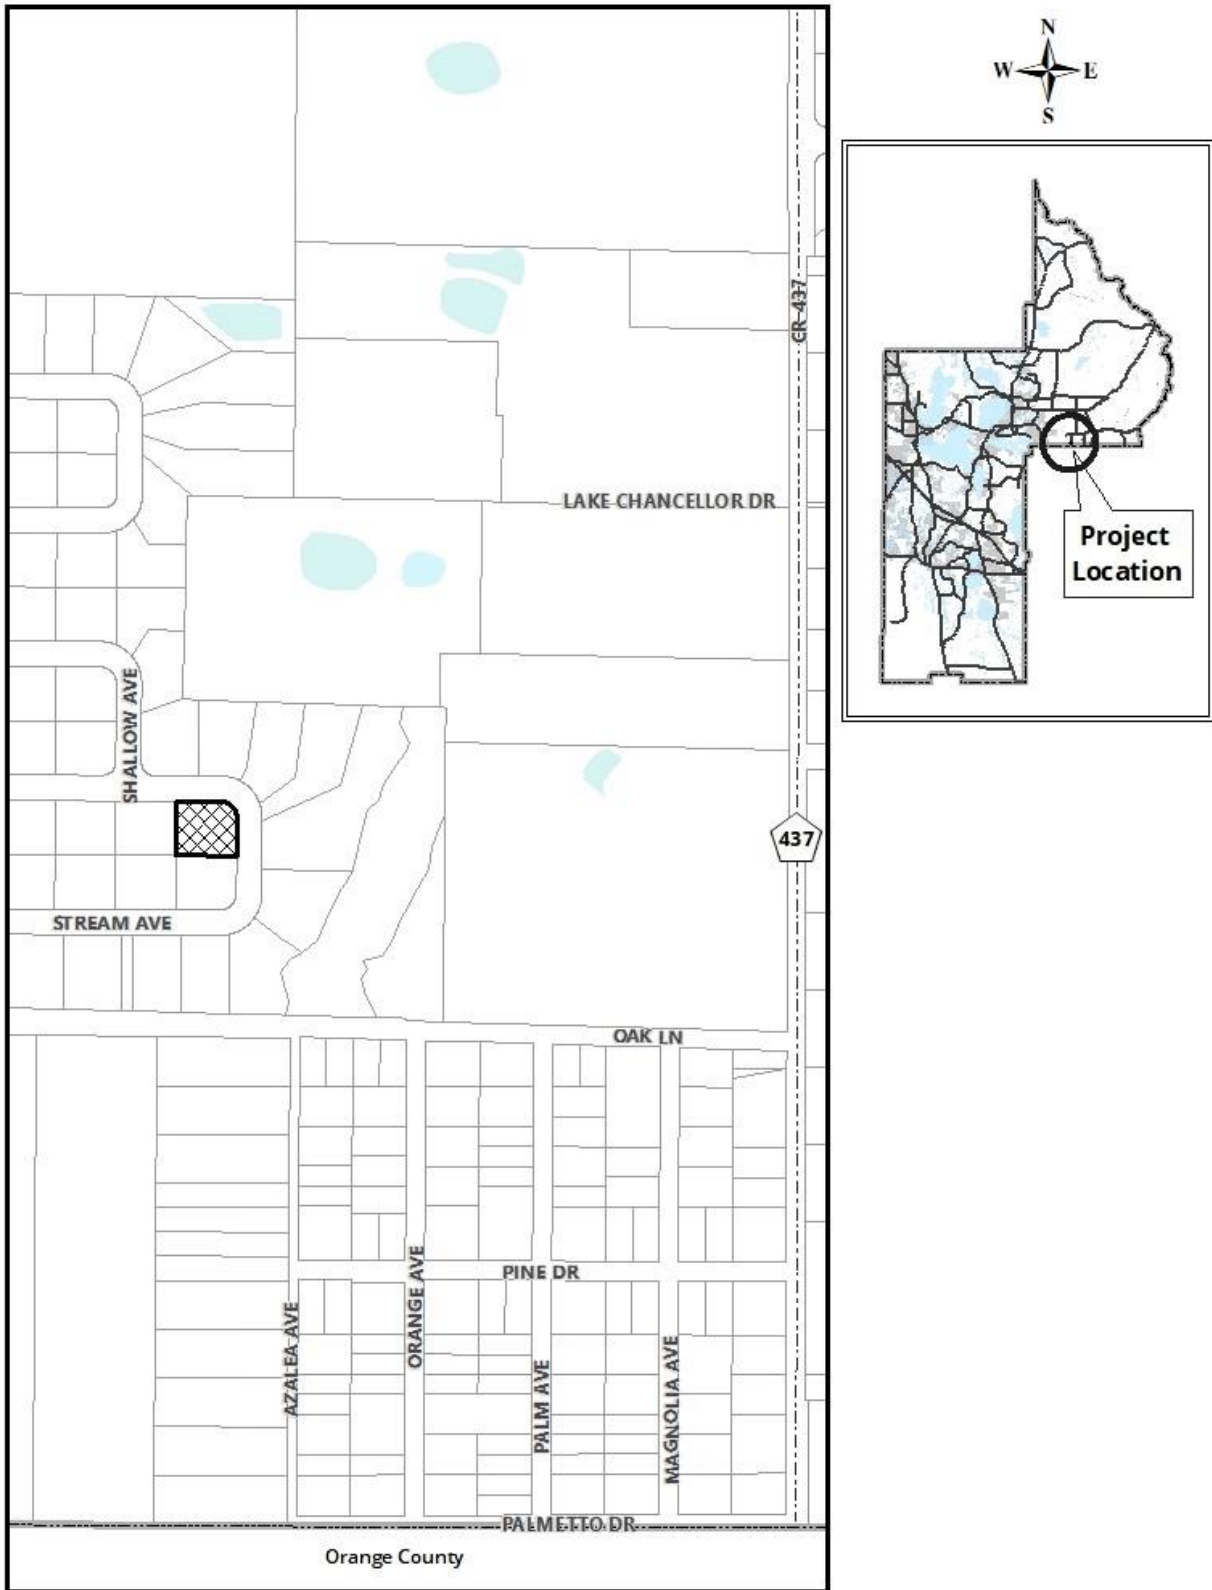 N
W E
S
CR 437
LAKE CHANCELLOR DR
Project
Location
SHALLOW AVE
437
STREAM AVE
OAK LN
PINE DR
AZALEA AVE
ORANGE AVE
PALM AVE
MAGNOLIA AVE
PALMETTO DR
Orange County